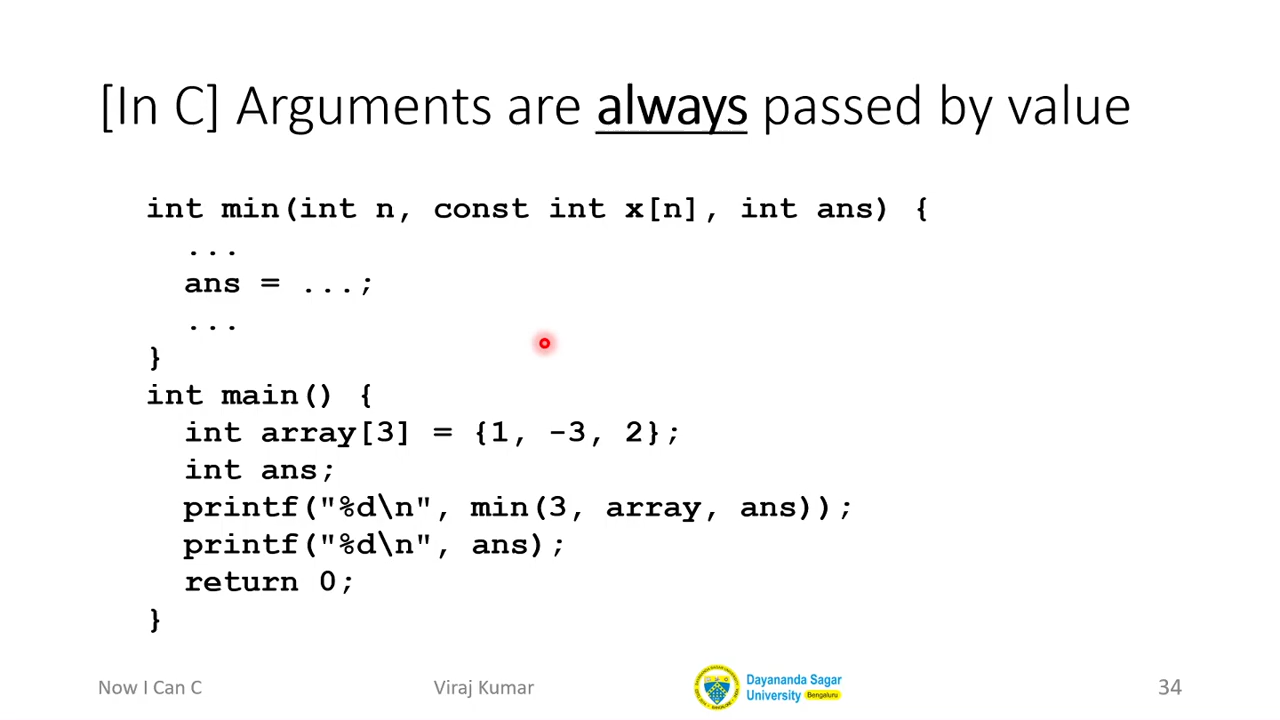 [In C] Arguments are always passed by value
int min(int n, const int x[n], int ans) {
...
ans = ...;
...
}
int main() {
int array[3] = {1, -3, 2};
int ans;
printf("%d\n", min(3, array, ans));
printf("%d\n", ans);
return 0;
}
Now I Can C
Viraj Kumar
Dayananda Sagar
University Bengaluru
34